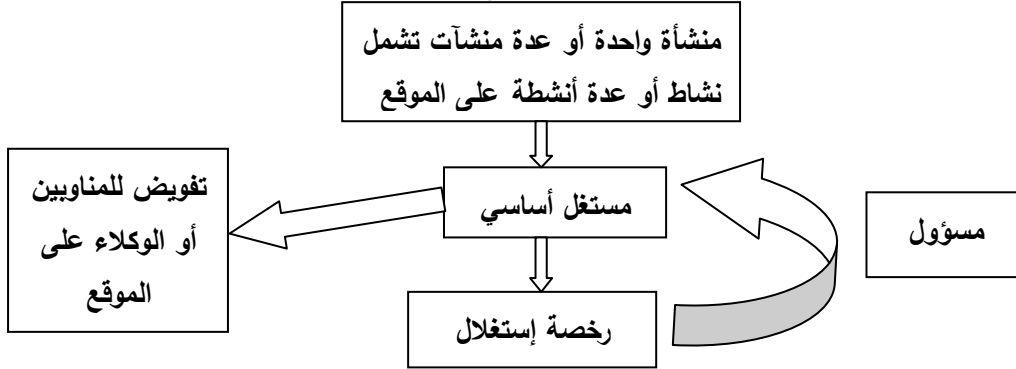 منشأة واحدة أو عدة منشآت تشمل
نشاط أو عدة أنشطة على الموقع
مستغل أساسي
مسؤول
تفويض للمناوبين
أو الوكلاء على
الموقع
رخصة إستغلال